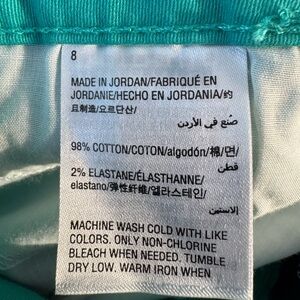 8
MADE IN JORDAN/FABRIQUÉ EN
JORDANIE/HECHO EN JORDANIA/约
旦制造/요르단산/
صنع في الأردن
98% COTTON/COTON/algodón/棉/면/
قطن
2% ELASTANE/ÉLASTHANNE/
elastano/弹性纤维/엘라스테인/
الاستين
MACHINE WASH COLD WITH LIKE
COLORS. ONLY NON-CHLORINE
BLEACH WHEN NEEDED. TUMBLE
DRY LOW. WARM IRON WHEN